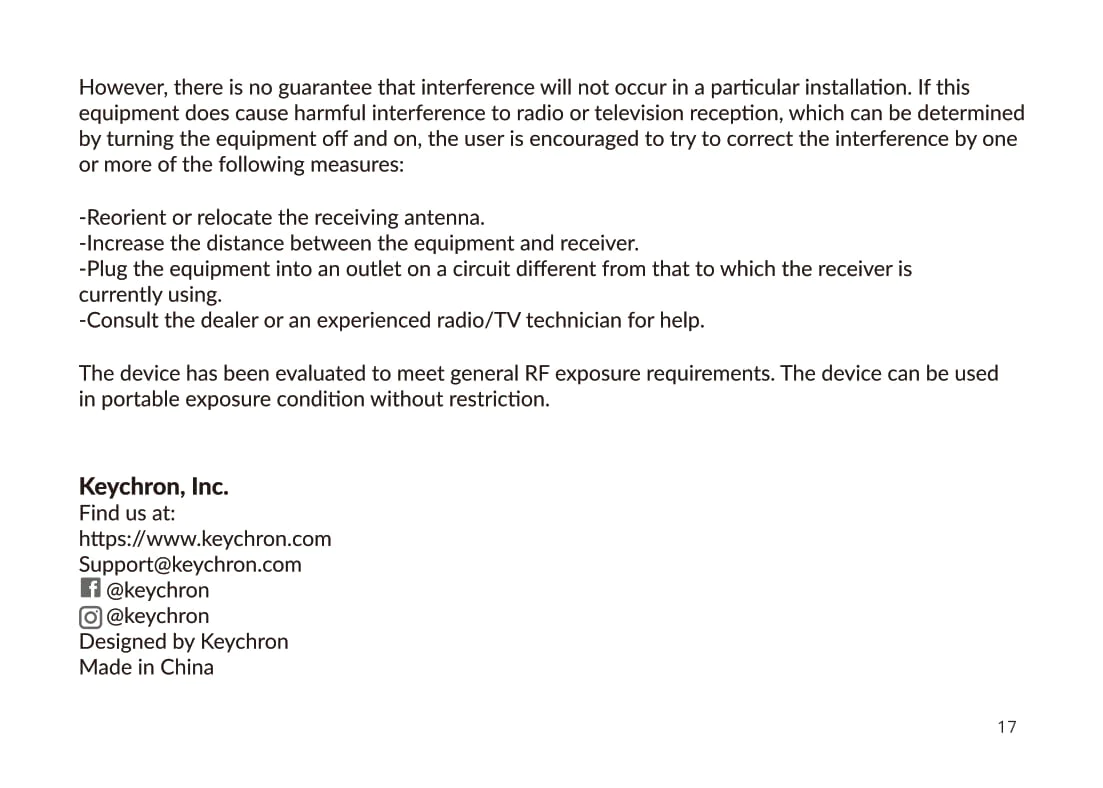 However, there is no guarantee that interference will not occur in a particular installation. If this
equipment does cause harmful interference to radio or television reception, which can be determined
by turning the equipment off and on, the user is encouraged to try to correct the interference by one
or more of the following measures:
-Reorient or relocate the receiving antenna.
-Increase the distance between the equipment and receiver.
-Plug the equipment into an outlet on a circuit different from that to which the receiver is
currently using.
-Consult the dealer or an experienced radio/TV technician for help.
The device has been evaluated to meet general RF exposure requirements. The device can be used
in portable exposure condition without restriction.
Keychron, Inc.
Find us at:
https://www.keychron.com
Support@keychron.com
@keychron
@keychron
Designed by Keychron
Made in China
17